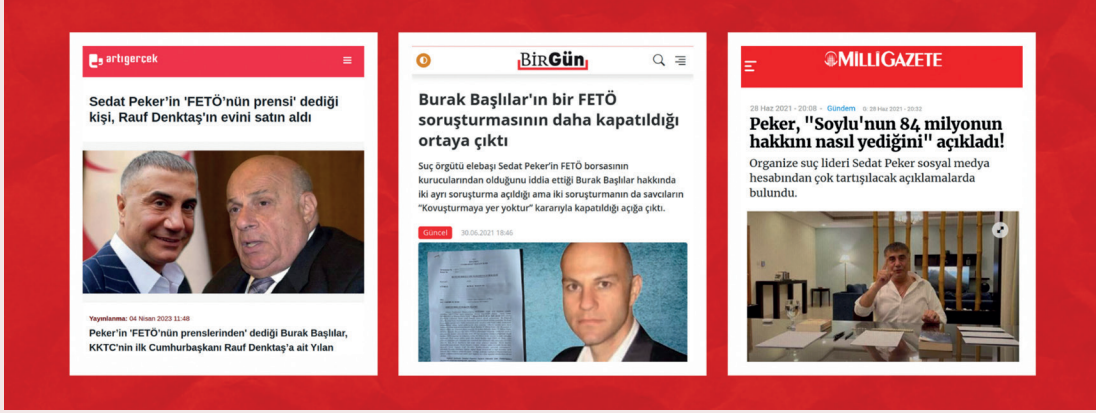 artıgerçek
Sedat Peker'in 'FETÖ'nün prensi' dediği
kişi, Rauf Denktaş'ın evini satın aldı
Yayınlanma: 04 Nisan 2023 11:48
Peker'in 'FETÖ'nün prenslerinden' dediği Burak Başlılar,
KKTC'nin ilk Cumhurbaşkanı Rauf Denktaş'a ait Yılan
BirGün
Burak Başlılar'ın bir FETÖ
soruşturmasının daha kapatıldığı
ortaya çıktı
Suç örgütü elebaşı Sedat Peker'in FETÖ borsasının
kurucularından olduğunu iddia ettiği Burak Başlılar hakkında
iki ayrı soruşturma açıldığı ama iki soruşturmanın da savcıların
"Kovuşturmaya yer yoktur" kararıyla kapatıldığı açığa çıktı.
Güncel 30.06.2021 18:46
MİLLİ GAZETE
28 Haz 2021 - 20:08 - Gündem G: 28 Haz 2021 - 20:32
Peker, "Soylu'nun 84 milyonun
hakkını nasıl yediğini" açıkladı!
Organize suç lideri Sedat Peker sosyal medya
hesabından çok tartışılacak açıklamalarda
bulundu.